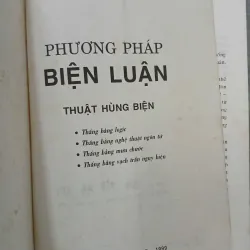 PHƯƠNG PHÁP
BIỆN LUẬN
THUẬT HÙNG BIỆN
• Thắng bằng logic
• Thắng bằng nghệ thuật ngôn từ
• Thắng bằng mưu chước
• Thắng bằng vạch trần ngụy biện